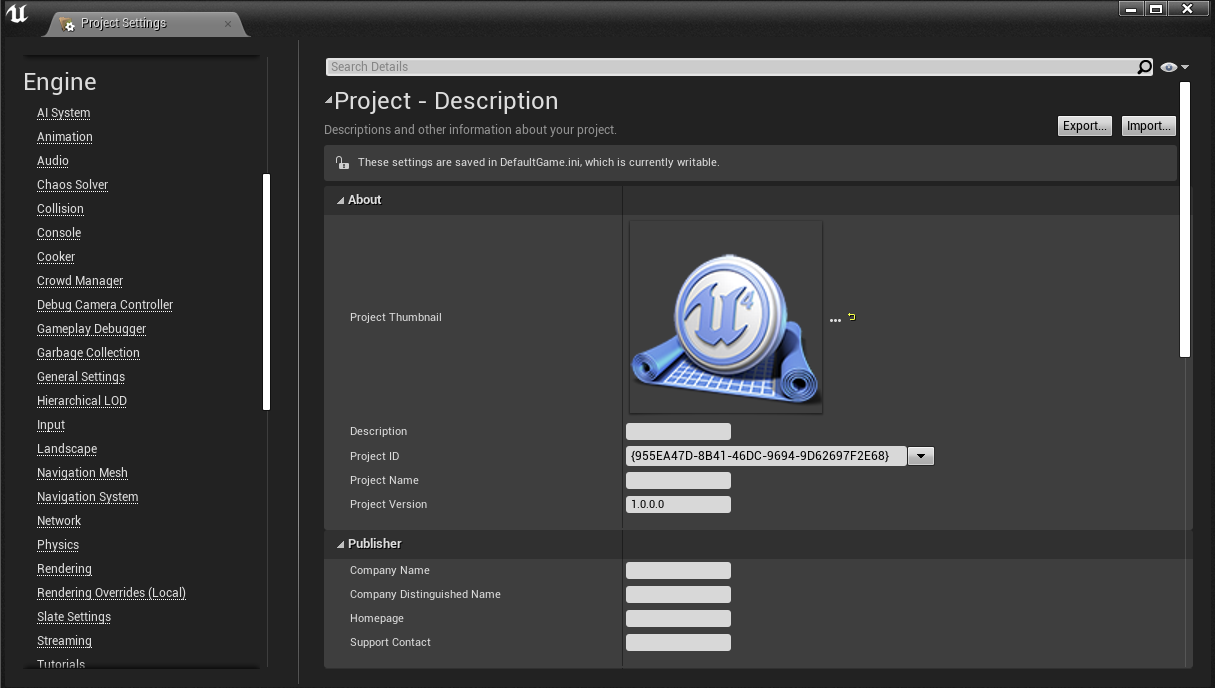 Project Settings
Engine
AI System
Animation
Audio
Chaos Solver
Collision
Console
Cooker
Crowd Manager
Debug Camera Controller
Gameplay Debugger
Garbage Collection
General Settings
Hierarchical LOD
Input
Landscape
Navigation Mesh
Navigation System
Network
Physics
Rendering
Rendering Overrides (Local)
Slate Settings
Streaming
Tutorials
Search Details
Project - Description
Descriptions and other information about your project.
Export...
Import...
These settings are saved in DefaultGame.ini, which is currently writable.
About
Project Thumbnail
4
...
Description
Project ID
{955EA47D-8B41-46DC-9694-9D62697F2E68}
Project Name
Project Version
1.0.0.0
Publisher
Company Name
Company Distinguished Name
Homepage
Support Contact